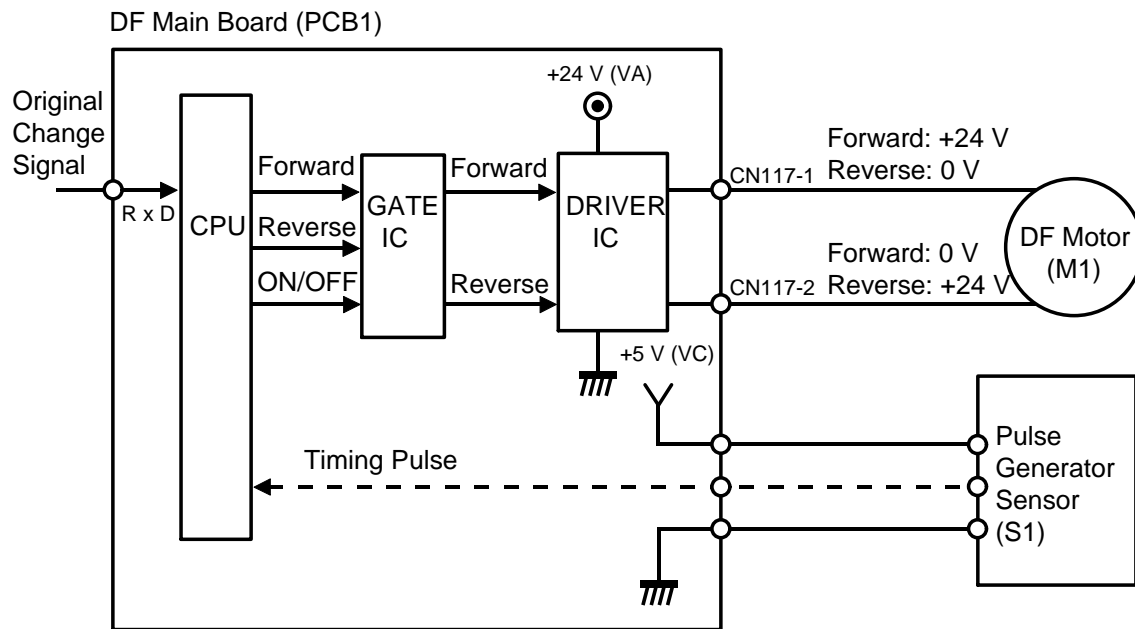 DF Main Board (PCB1)
+24 V (VA)
Original
Change
Signal
R x D
CPU
Forward
Reverse
ON/OFF
GATE
IC
Forward
Reverse
DRIVER
IC
CN117-1
Forward: +24 V
Reverse: 0 V
CN117-2
Forward: 0 V
Reverse: +24 V
DF Motor
(M1)
+5 V (VC)
Timing Pulse
Pulse
Generator
Sensor
(S1)